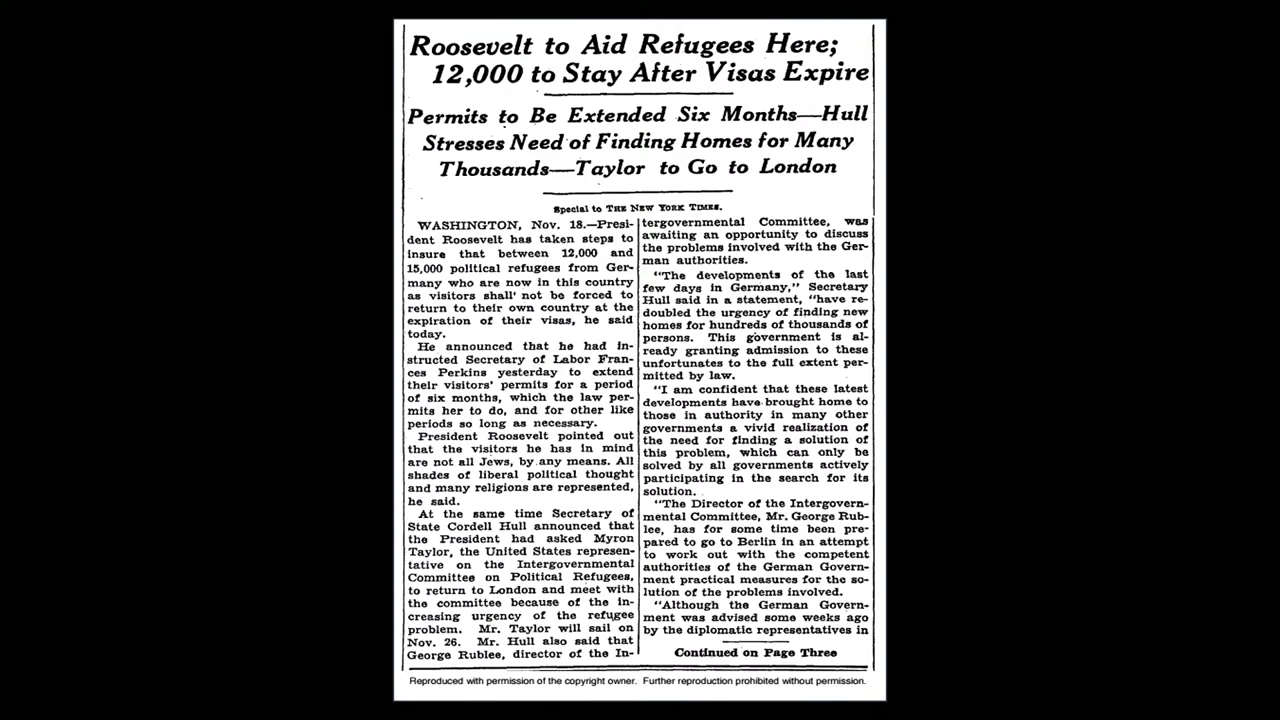 Roosevelt to Aid Refugees Here;
12,000 to Stay After Visas Expire
Permits to Be Extended Six Months—Hull
Stresses Need of Finding Homes for Many
Thousands—Taylor to Go to London
Special to THE NEW YORK TIMES.
WASHINGTON, Nov. 18.—Presi-
dent Roosevelt has taken steps to
insure that between 12,000 and
15,000 political refugees from Ger-
many who are now in this country
as visitors shall not be forced to
return to their own country at the
expiration of their visas, he said
today.
He announced that he had in-
structed Secretary of Labor Fran-
ces Perkins yesterday to extend
their visitors' permits for a period
of six months, which the law per-
mits her to do, and for other like
periods so long as necessary.
President Roosevelt pointed out
that the visitors he has in mind
are not all Jews, by any means. All
shades of liberal political thought
and many religions are represented,
he said.
At the same time Secretary of
State Cordell Hull announced that
the President had asked Myron
Taylor, the United States represen-
tative on the Intergovernmental
Committee on Political Refugees,
to return to London and meet with
the committee because of the in-
creasing urgency of the refugee
problem. Mr. Taylor will sail on
Nov. 26. Mr. Hull also said that
George Rublee, director of the In-
tergovernmental Committee, was
awaiting an opportunity to discuss
the problems involved with the Ger-
man authorities.
"The developments of the last
few days in Germany," Secretary
Hull said in a statement, "have re-
doubled the urgency of finding new
homes for hundreds of thousands of
persons. This government is al-
ready granting admission to these
unfortunates to the full extent per-
mitted by law.
"I am confident that these latest
developments have brought home to
those in authority in many other
governments a vivid realization of
the need for finding a solution of
this problem, which can only be
solved by all governments actively
participating in the search for its
solution.
"The Director of the Intergovern-
mental Committee, Mr. George Rub-
lee, has for some time been pre-
pared to go to Berlin in an attempt
to work out with the competent
authorities of the German Govern-
ment practical measures for the so-
lution of the problems involved.
"Although the German Govern-
ment was advised some weeks ago
by the diplomatic representatives in
Continued on Page Three
Reproduced with permission of the copyright owner. Further reproduction prohibited without permission.